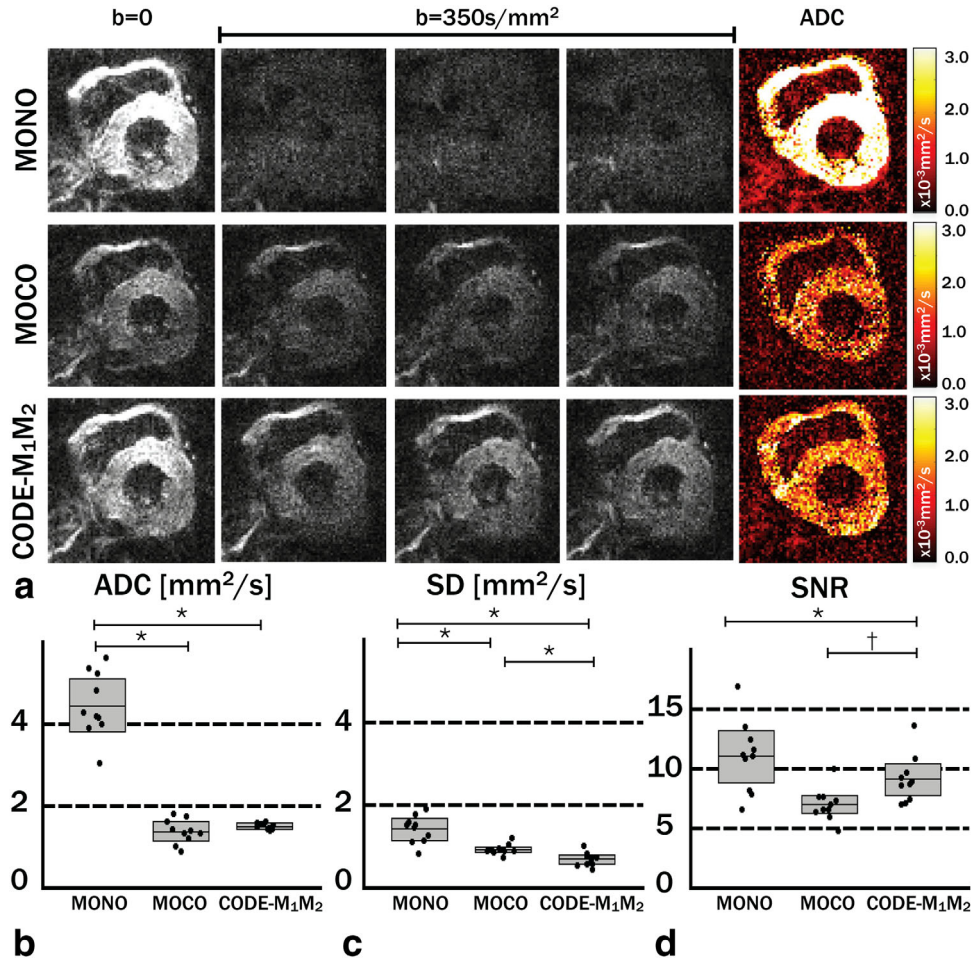 b=0
b=350s/mm²
ADC
MONO
3.0
2.0
1.0
0.0
x10⁻³mm²/s
MOCO
3.0
2.0
1.0
0.0
x10⁻³mm²/s
CODE-M₁M₂
3.0
2.0
1.0
0.0
x10⁻³mm²/s
a
ADC [mm²/s]
*
*
4
2
0
MONO MOCO CODE-M₁M₂
b
SD [mm²/s]
*
*
*
4
2
0
MONO MOCO CODE-M₁M₂
c
SNR
*
†
15
10
5
MONO MOCO CODE-M₁M₂
d